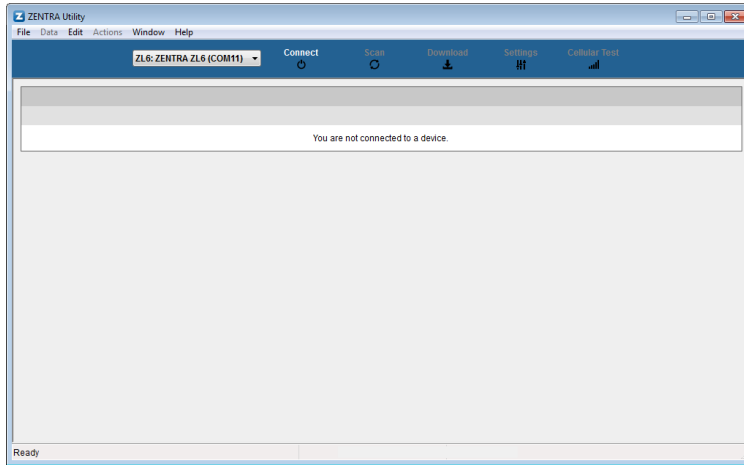 ZENTRA Utility
File Data Edit Actions Window Help
ZL6: ZENTRA ZL6 (COM11) Connect Scan Download Settings Cellular Test
You are not connected to a device.
Ready